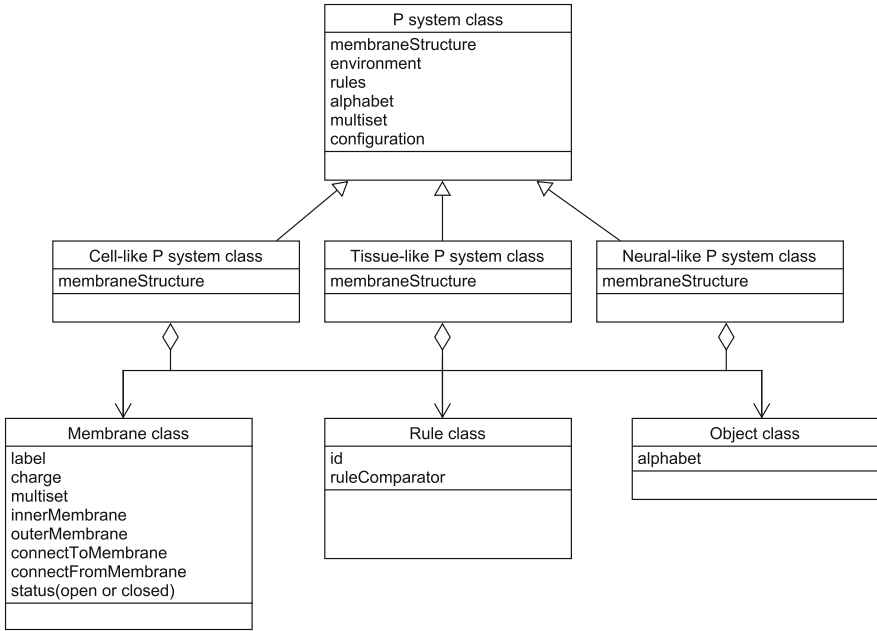 P system class
membraneStructure
environment
rules
alphabet
multiset
configuration
Cell-like P system class
membraneStructure
Tissue-like P system class
membraneStructure
Neural-like P system class
membraneStructure
Membrane class
label
charge
multiset
innerMembrane
outerMembrane
connectToMembrane
connectFromMembrane
status(open or closed)
Rule class
id
ruleComparator
Object class
alphabet